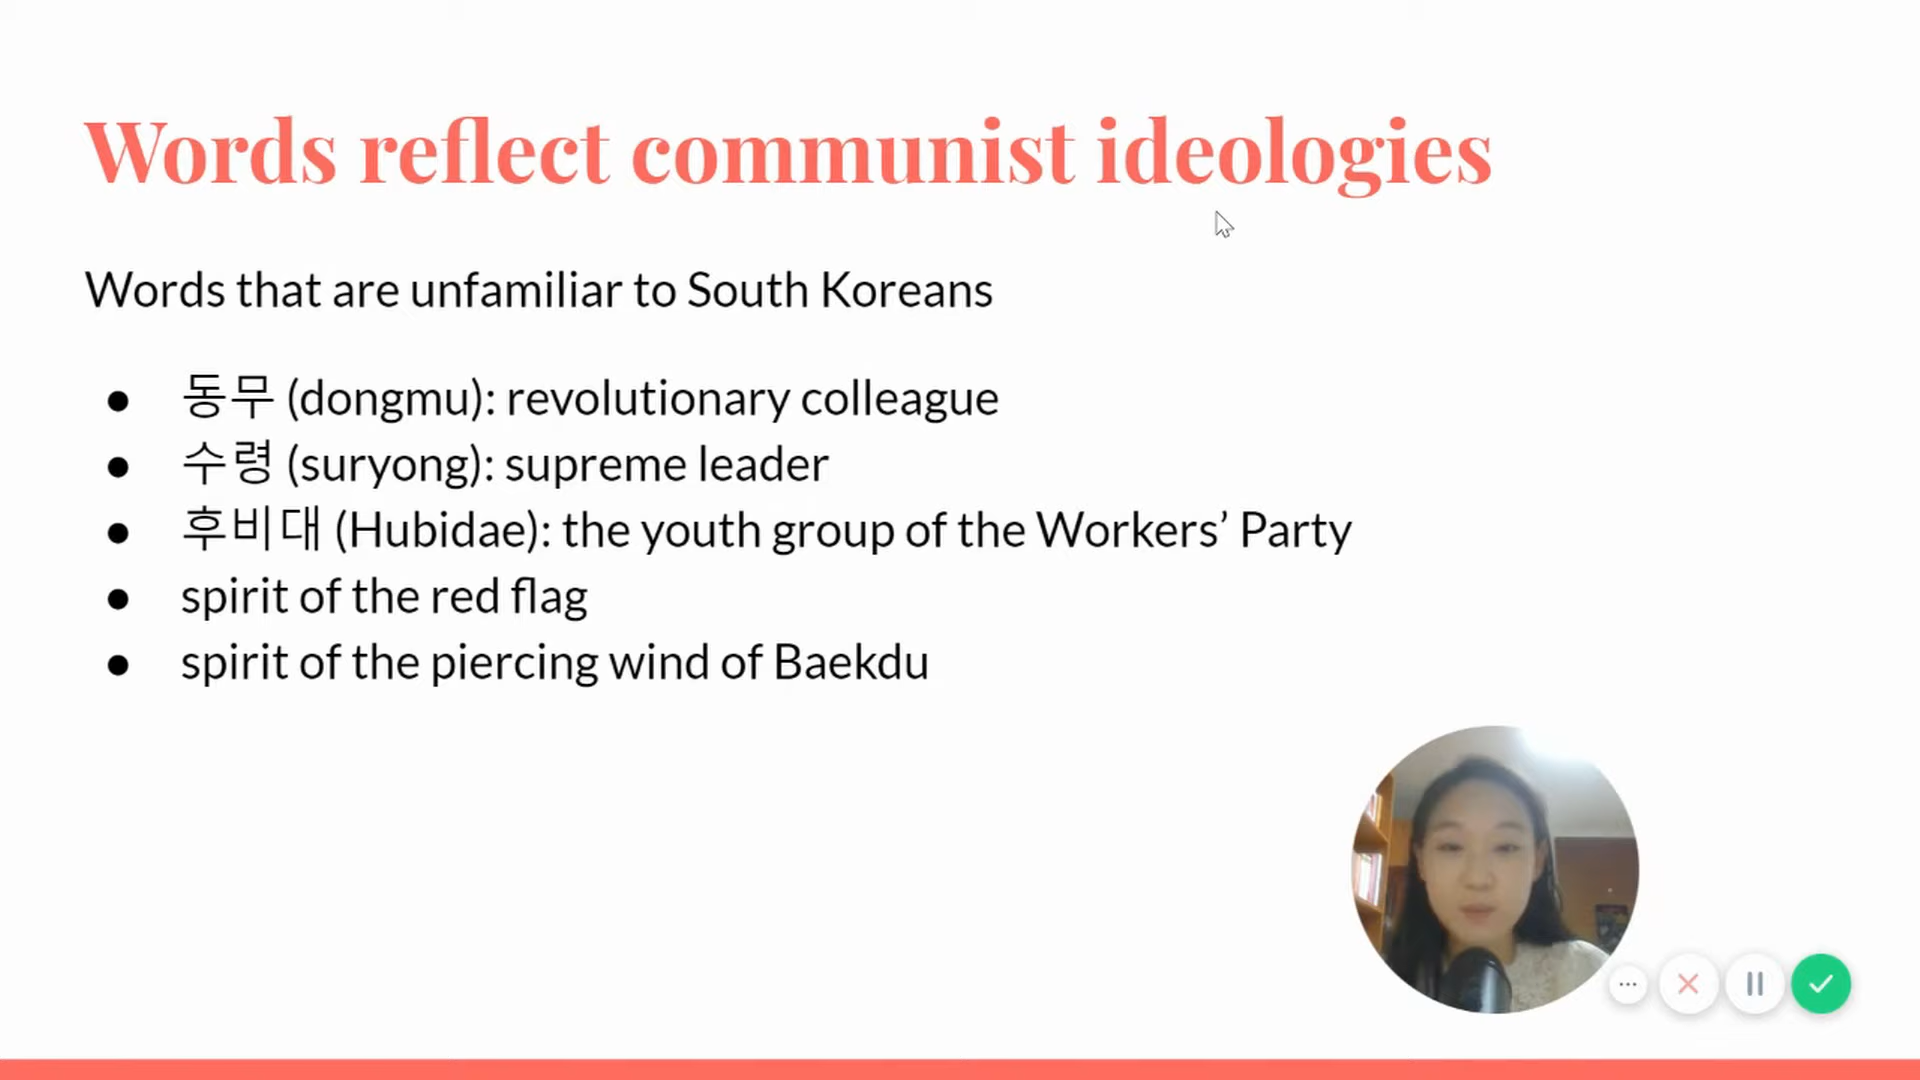 Words reflect communist ideologies
Words that are unfamiliar to South Koreans
● 동무 (dongmu): revolutionary colleague
● 수령 (suryong): supreme leader
● 후비대 (Hubidae): the youth group of the Workers’ Party
● spirit of the red flag
● spirit of the piercing wind of Baekdu